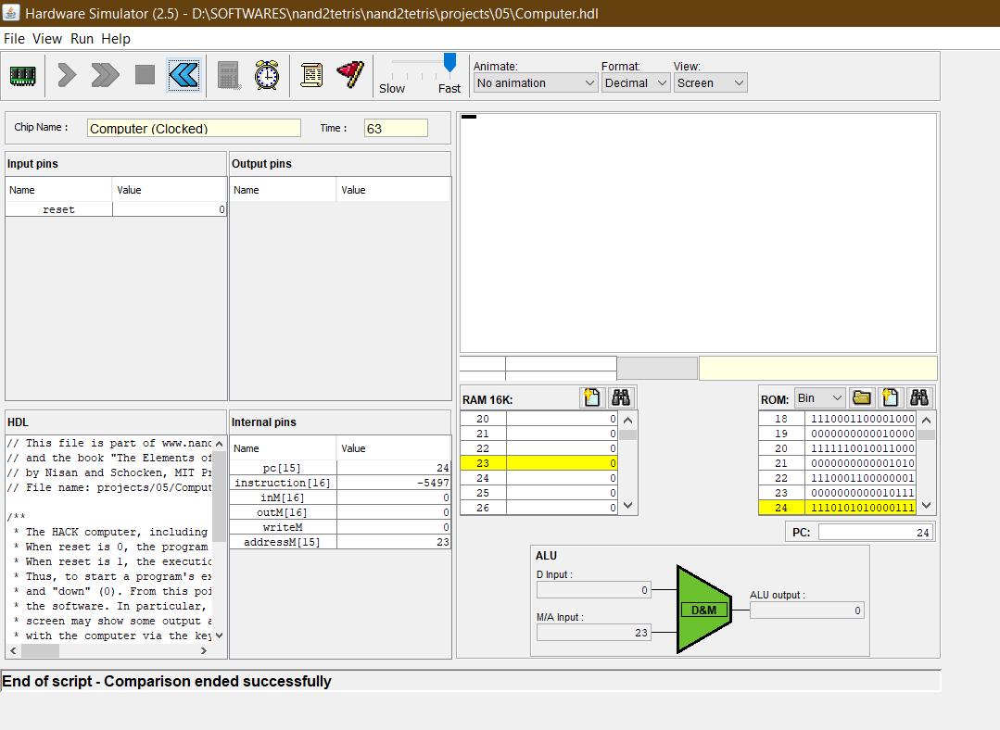 Hardware Simulator (2.5) - D:\SOFTWARES\nand2tetris\nand2tetris\projects\05\Computer.hdl
File View Run Help
Slow Fast
Animate: Format: View:
No animation Decimal Screen
Chip Name : Computer (Clocked) Time : 63
Input pins Output pins
Name Value Name Value
reset 0
HDL
// This file is part of www.nand
// and the book "The Elements of
// by Nisan and Schocken, MIT Pr
// File name: projects/05/Comput
/**
* The HACK computer, including
* When reset is 0, the program
* When reset is 1, the executic
* Thus, to start a program's ex
* and "down" (0). From this poi
* the software. In particular,
* screen may show some output a
* with the computer via the key
Internal pins
Name Value
pc[15] 24
instruction[16] -5497
inM[16] 0
outM[16] 0
writeM 0
addressM[15] 23
RAM 16K:
20 0
21 0
22 0
23 0
24 0
25 0
26 0
ROM: Bin
18 1110001100001000
19 0000000000010000
20 1111110010011000
21 0000000000001010
22 1110001100000001
23 0000000000010111
24 1110101010000111
PC: 24
ALU
D Input :
0
M/A Input :
23
D&M
ALU output :
0
End of script - Comparison ended successfully